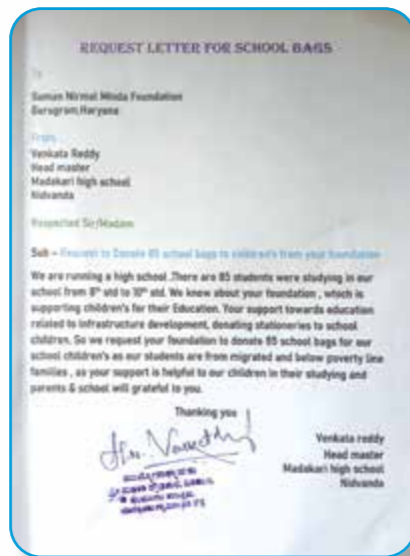 REQUEST LETTER FOR SCHOOL BAGS
To
Suman Nirmal Minda Foundation
Gurugram, Haryana
From
Venkata Reddy
Head master
Madakari high school
Nidvanda
Respected Sir/Madam
Sub – Request to Donate 85 school bags to children's from your foundation
We are running a high school .There are 85 students were studying in our
school from 8th std to 10th std. We know about your foundation , which is
supporting children's for their Education. Your support towards education
related to infrastructure development, donating stationeries to school
children. So we request your foundation to donate 85 school bags for our
school children's as our students are from migrated and below poverty line
families , as your support is helpful to our children in their studying and
parents & school will grateful to you.
Thanking you
Venkata reddy
Head master
Madakari high school
Nidvanda